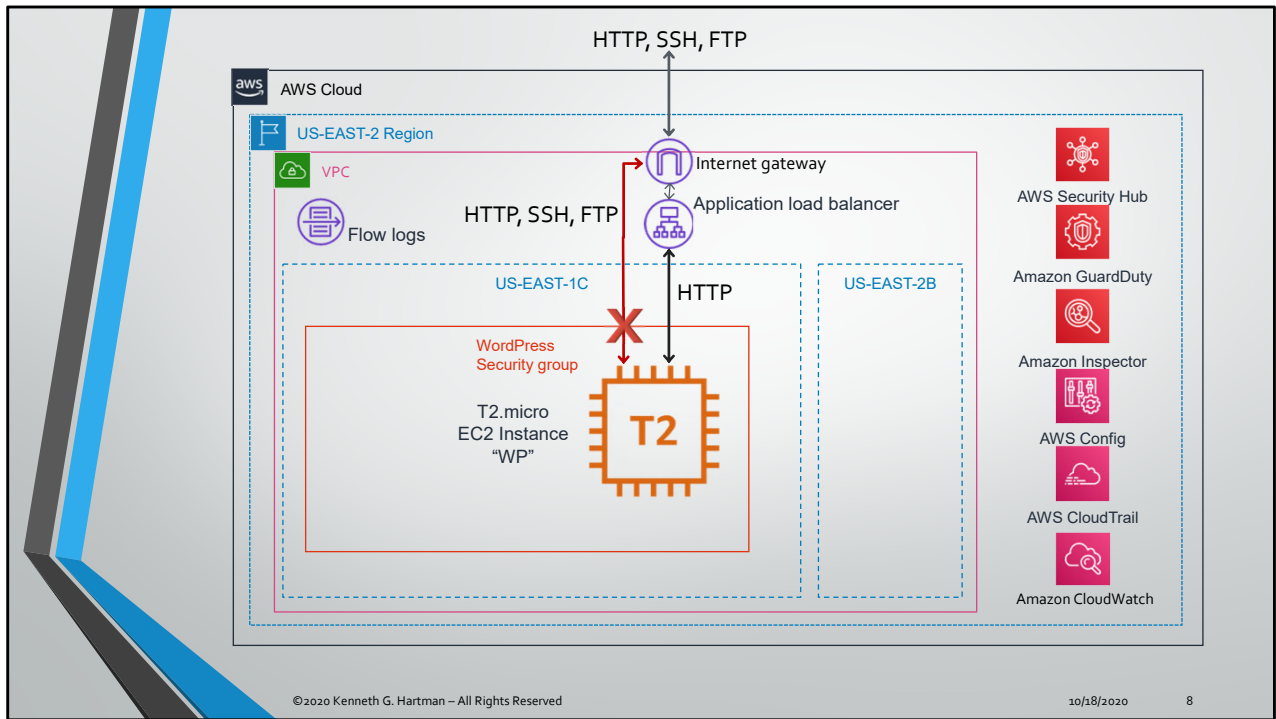 HTTP, SSH, FTP
aws
AWS Cloud
US-EAST-2 Region
VPC
Internet gateway
AWS Security Hub
Application load balancer
HTTP, SSH, FTP
Flow logs
Amazon GuardDuty
US-EAST-1C
HTTP
US-EAST-2B
WordPress
Security group
Amazon Inspector
T2.micro
EC2 Instance
“WP”
T2
AWS Config
AWS CloudTrail
Amazon CloudWatch
©2020 Kenneth G. Hartman – All Rights Reserved
10/18/2020
8